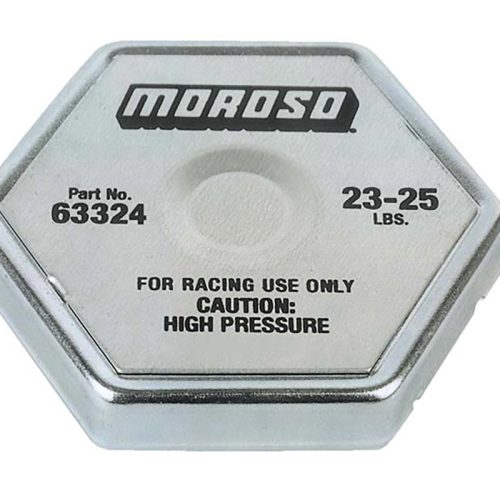 MOROSO
Part No.
63324
23-25
LBS.
FOR RACING USE ONLY
CAUTION:
HIGH PRESSURE